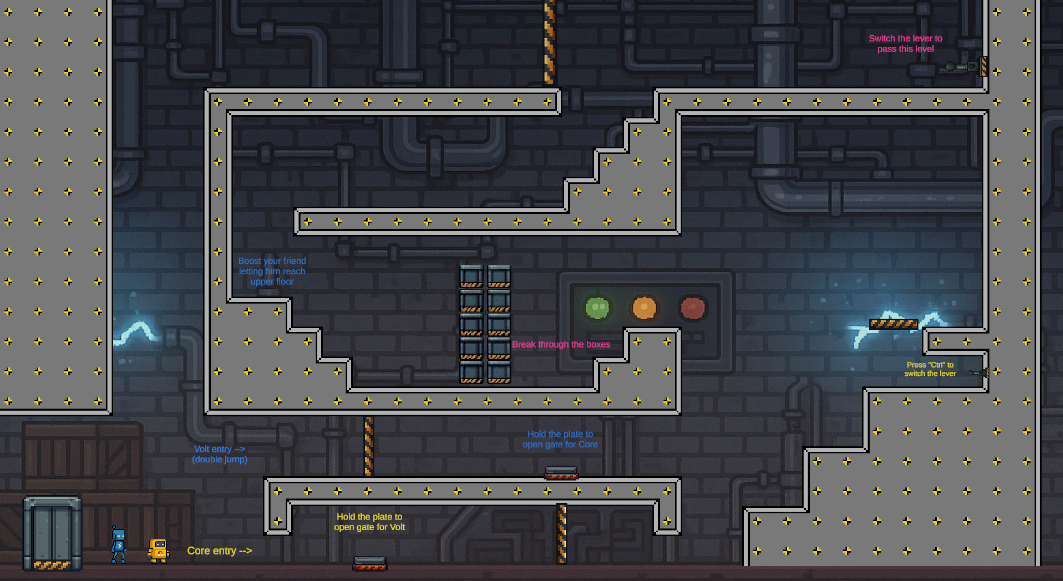 Switch the lever to
pass this level
Boost your friend
letting him reach
upper floor
Break through the boxes
Press "Ctrl" to
switch the lever
Hold the plate to
open gate for Core
Volt entry -->
(double jump)
Hold the plate to
open gate for Volt
Core entry -->